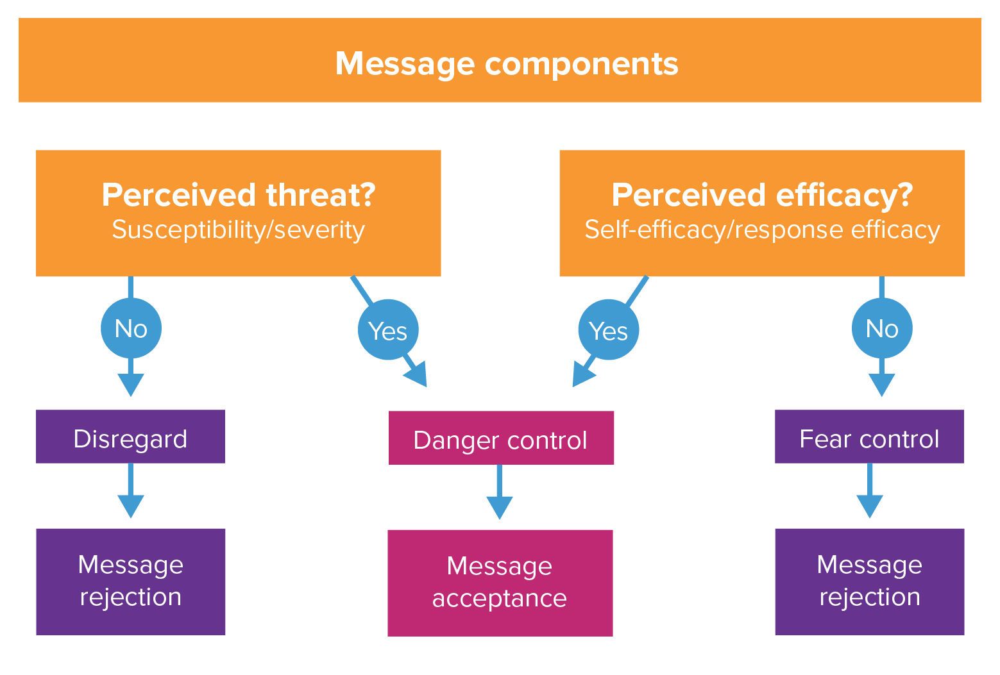 Message components
Perceived threat?
Susceptibility/severity
Perceived efficacy?
Self-efficacy/response efficacy
No
Yes
Yes
No
Disregard
Danger control
Fear control
Message
rejection
Message
acceptance
Message
rejection